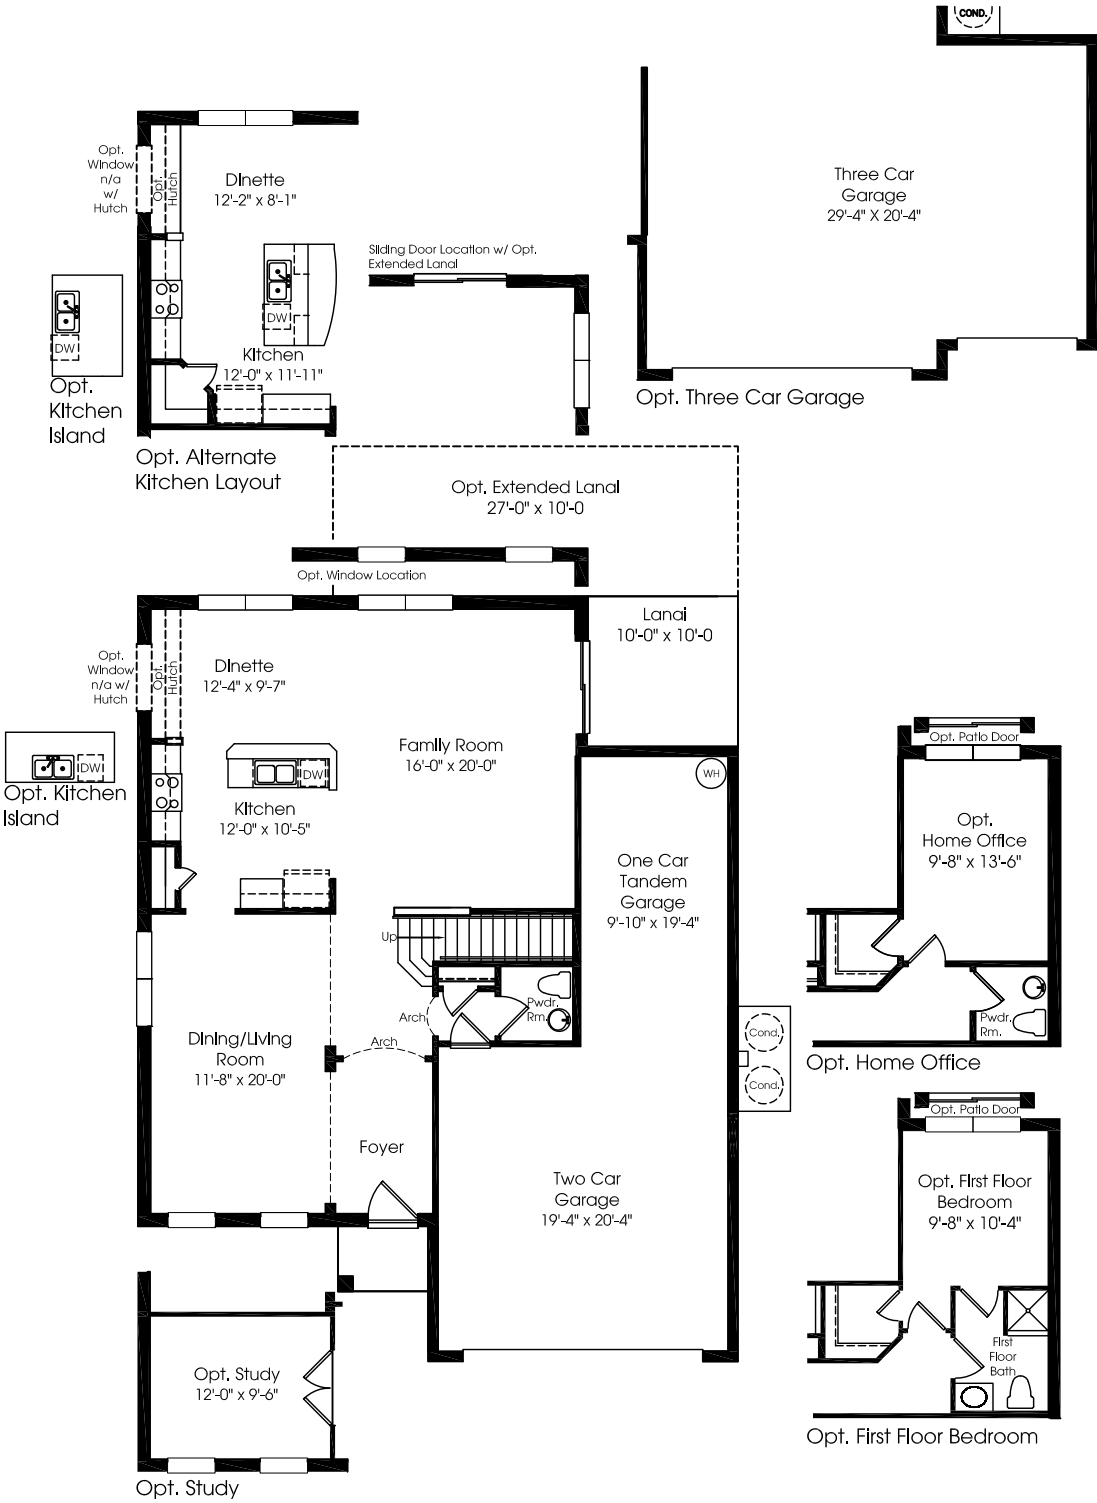 COND.
Three Car
Garage
29'-4" X 20'-4"
Opt. Three Car Garage
Opt.
Window
n/a
w/
Hutch
Opt.
Hutch
Dinette
12'-2" x 8'-1"
Sliding Door Location w/ Opt.
Extended Lanai
DW
DW
Kitchen
12'-0" x 11'-11"
Opt.
Kitchen
Island
Opt. Alternate
Kitchen Layout
Opt. Extended Lanai
27'-0" x 10'-0
Opt. Window Location
Lanai
10'-0" x 10'-0
Opt.
Window
n/a w/
Hutch
Opt.
Hutch
Dinette
12'-4" x 9'-7"
Family Room
16'-0" x 20'-0"
DW
Opt. Kitchen
Island
DW
Kitchen
12'-0" x 10'-5"
WH
One Car
Tandem
Garage
9'-10" x 19'-4"
Up
Pwdr.
Rm.
Arch
Arch
Dining/Living
Room
11'-8" x 20'-0"
Cond.
Cond.
Foyer
Two Car
Garage
19'-4" x 20'-4"
Opt. Patio Door
Opt.
Home Office
9'-8" x 13'-6"
Pwdr.
Rm.
Opt. Home Office
Opt. Patio Door
Opt. First Floor
Bedroom
9'-8" x 10'-4"
First
Floor
Bath
Opt. First Floor Bedroom
Opt. Study
12'-0" x 9'-6"
Opt. Study